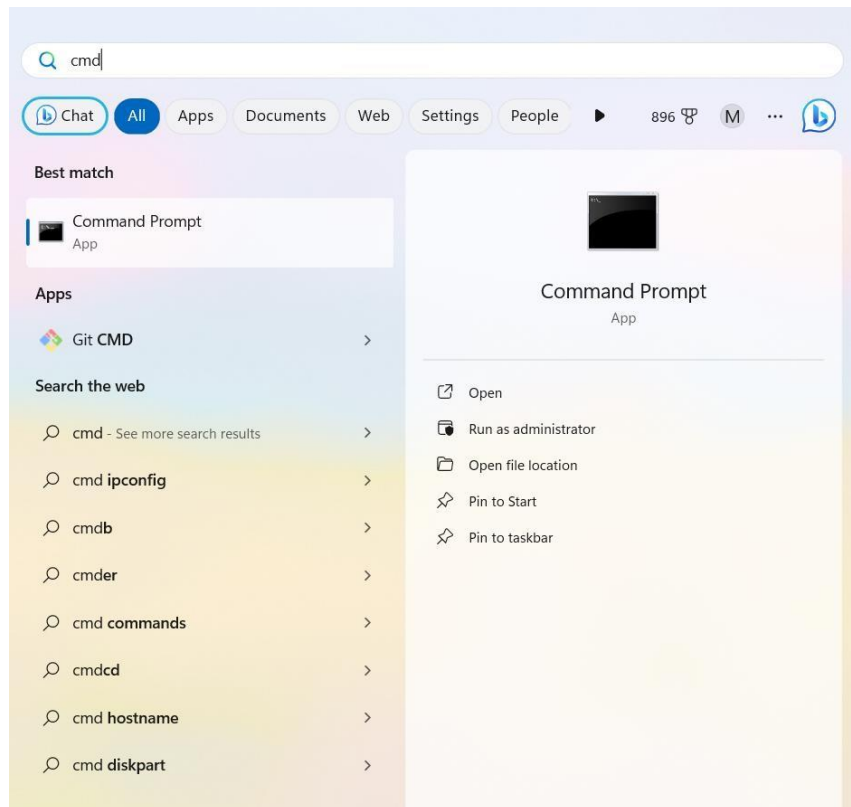 cmd
Chat All Apps Documents Web Settings People 896 M ...
Best match
Command Prompt
App
Apps
Git CMD
Search the web
cmd - See more search results
cmd ipconfig
cmdb
cmder
cmd commands
cmdcd
cmd hostname
cmd diskpart
Command Prompt
App
Open
Run as administrator
Open file location
Pin to Start
Pin to taskbar